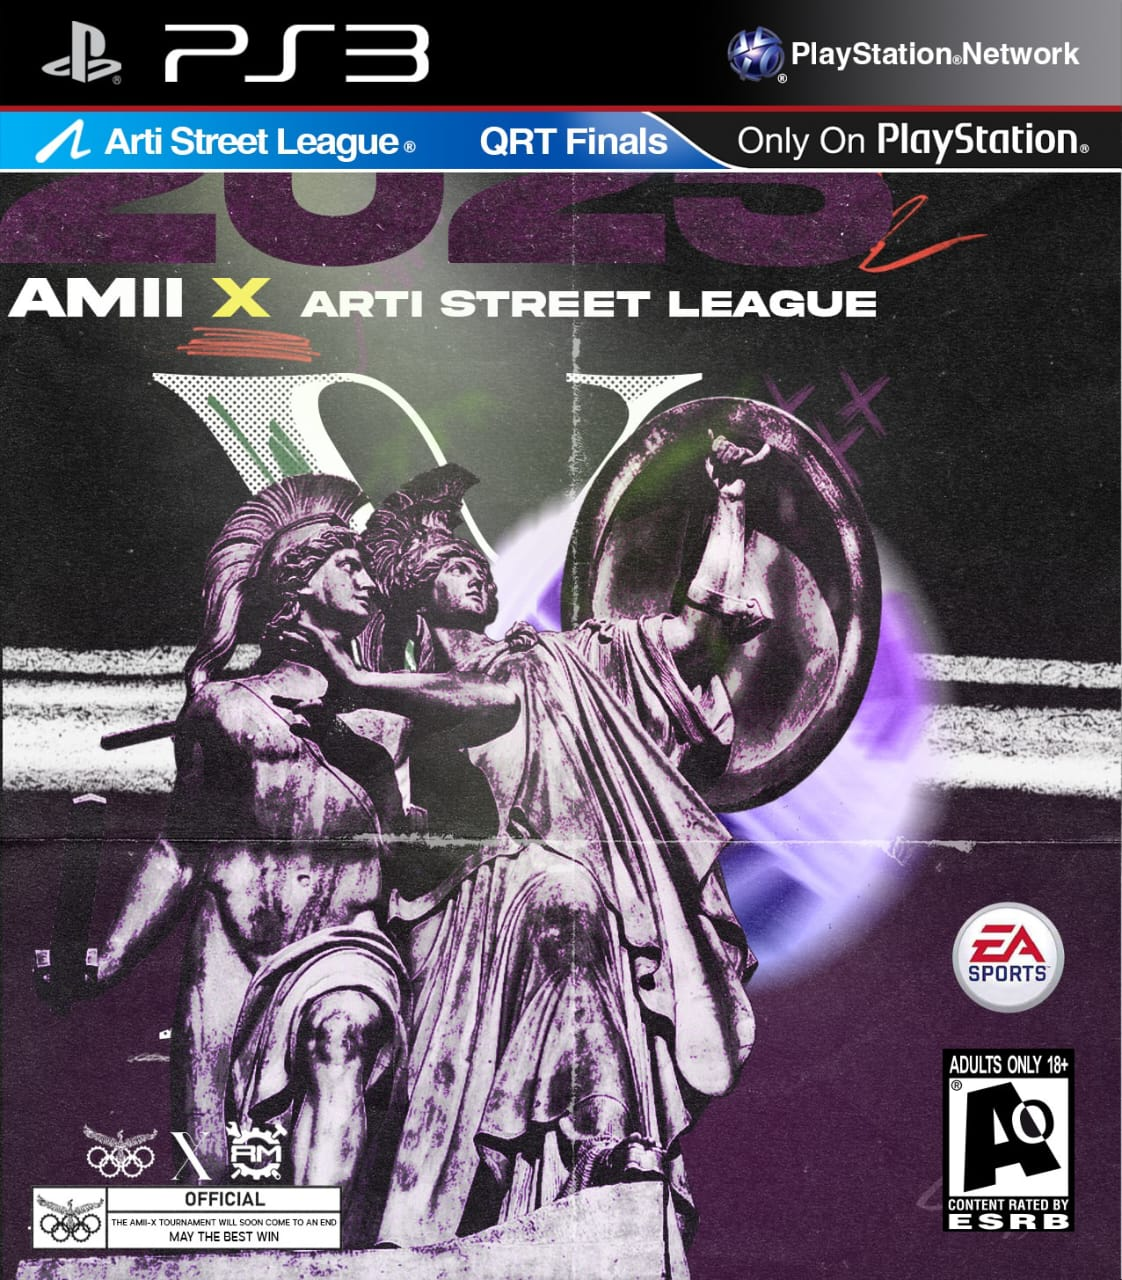 PS3
PlayStation®Network
Arti Street League® QRT Finals Only On PlayStation®
2025
AMII X ARTI STREET LEAGUE
X
RM
OFFICIAL
THE AMII-X TOURNAMENT WILL SOON COME TO AN END
MAY THE BEST WIN
EA
SPORTS™
ADULTS ONLY 18+
®
AO
CONTENT RATED BY
ESRB